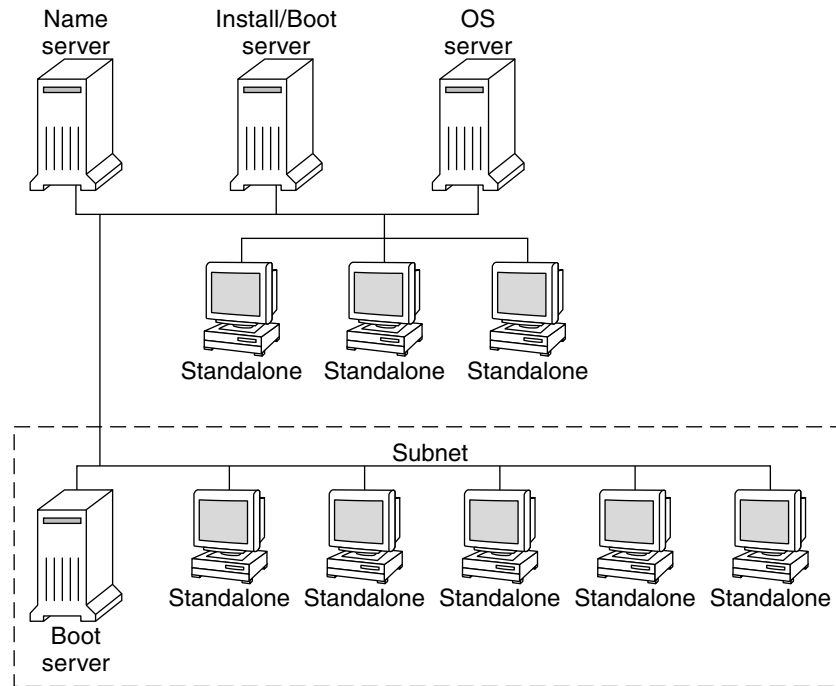 Name
server
Install/Boot
server
OS
server
Standalone
Standalone
Standalone
Subnet
Standalone
Standalone
Standalone
Standalone
Standalone
Boot
server